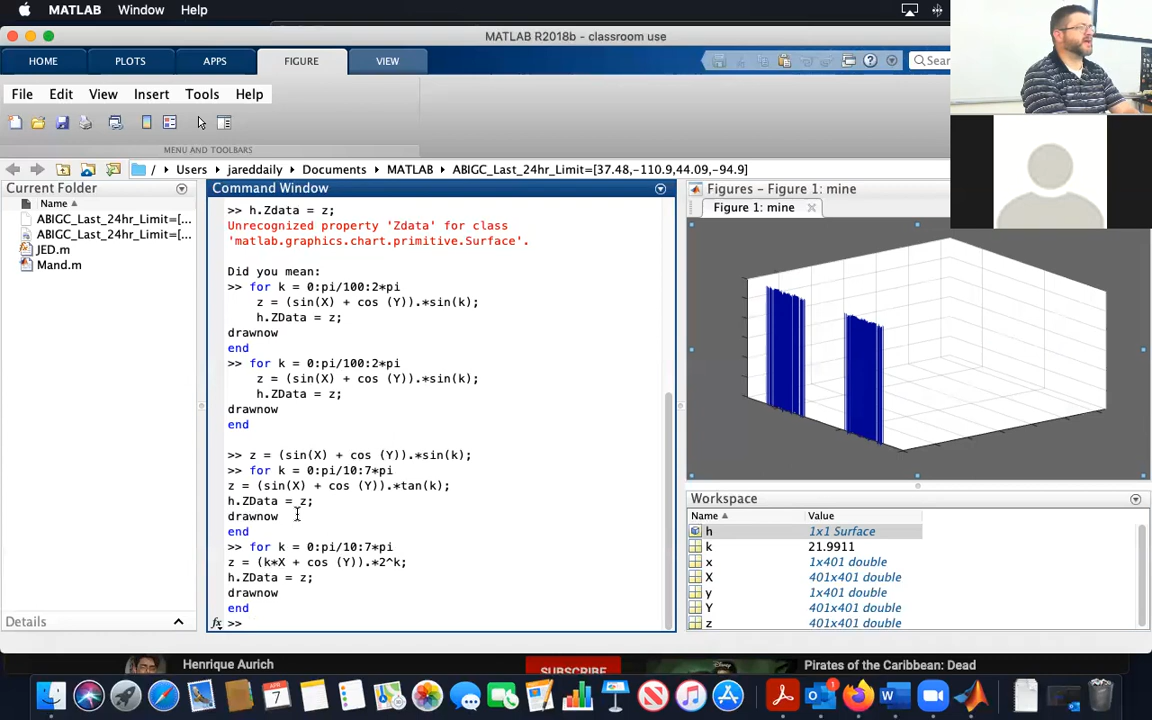 MATLAB Window Help
MATLAB R2018b - classroom use
HOME PLOTS APPS FIGURE VIEW
Sear
File Edit View Insert Tools Help
MENU AND TOOLBARS
/ Users jareddaily Documents MATLAB ABIGC_Last_24hr_Limit=[37.48,-110.9,44.09,-94.9]
Current Folder
Name
ABIGC_Last_24hr_Limit=[...
ABIGC_Last_24hr_Limit=[...
JED.m
Mand.m
Details
Command Window
>> h.Zdata = z;
Unrecognized property 'Zdata' for class
'matlab.graphics.chart.primitive.Surface'.
Did you mean:
>> for k = 0:pi/100:2*pi
z = (sin(X) + cos (Y)).*sin(k);
h.ZData = z;
drawnow
end
>> for k = 0:pi/100:2*pi
z = (sin(X) + cos (Y)).*sin(k);
h.ZData = z;
drawnow
end
>> z = (sin(X) + cos (Y)).*sin(k);
>> for k = 0:pi/10:7*pi
z = (sin(X) + cos (Y)).*tan(k);
h.ZData = z;
drawnow
end
>> for k = 0:pi/10:7*pi
z = (k*X + cos (Y)).*2^k;
h.ZData = z;
drawnow
end
fx >>
Figures - Figure 1: mine
Figure 1: mine
Workspace
Name Value
h 1x1 Surface
k 21.9911
x 1x401 double
X 401x401 double
y 1x401 double
Y 401x401 double
z 401x401 double
Henrique Aurich
SUBSCRIBE
Pirates of the Caribbean: Dead
APR
7
1